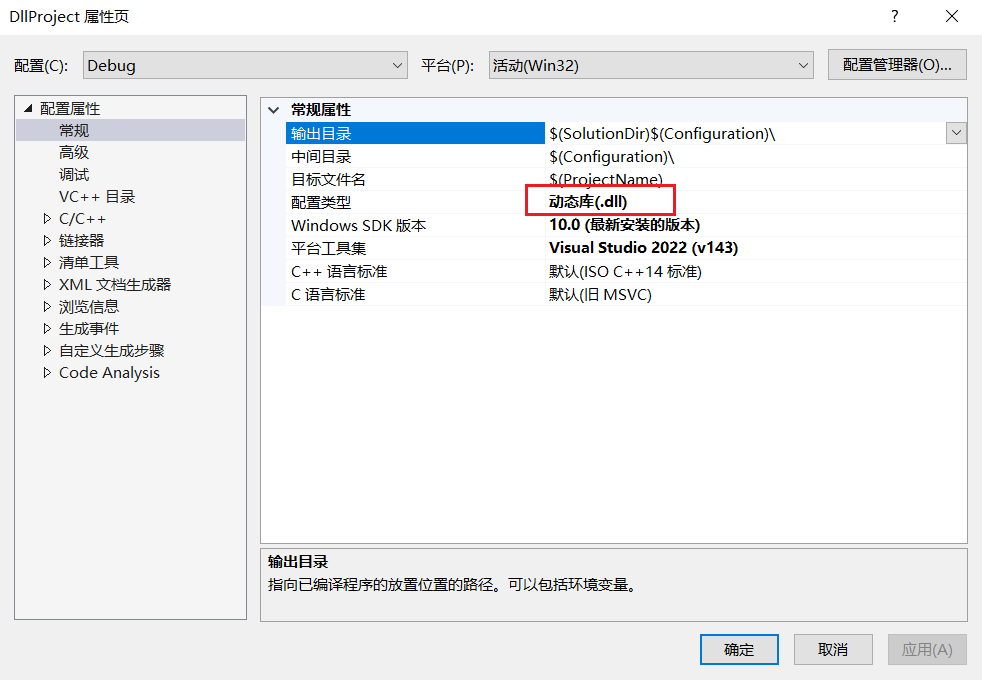 DllProject 属性页
配置(C): Debug 平台(P): 活动(Win32) 配置管理器(O)...
配置属性
常规
高级
调试
VC++ 目录
C/C++
链接器
清单工具
XML 文档生成器
浏览信息
生成事件
自定义生成步骤
Code Analysis
常规属性
输出目录 $(SolutionDir)$(Configuration)\
中间目录 $(Configuration)\
目标文件名 $(ProjectName)
配置类型 动态库(.dll)
Windows SDK 版本 10.0 (最新安装的版本)
平台工具集 Visual Studio 2022 (v143)
C++ 语言标准 默认(ISO C++14 标准)
C 语言标准 默认(旧 MSVC)
输出目录
指向已编译程序的放置位置的路径。可以包括环境变量。
确定 取消 应用(A)